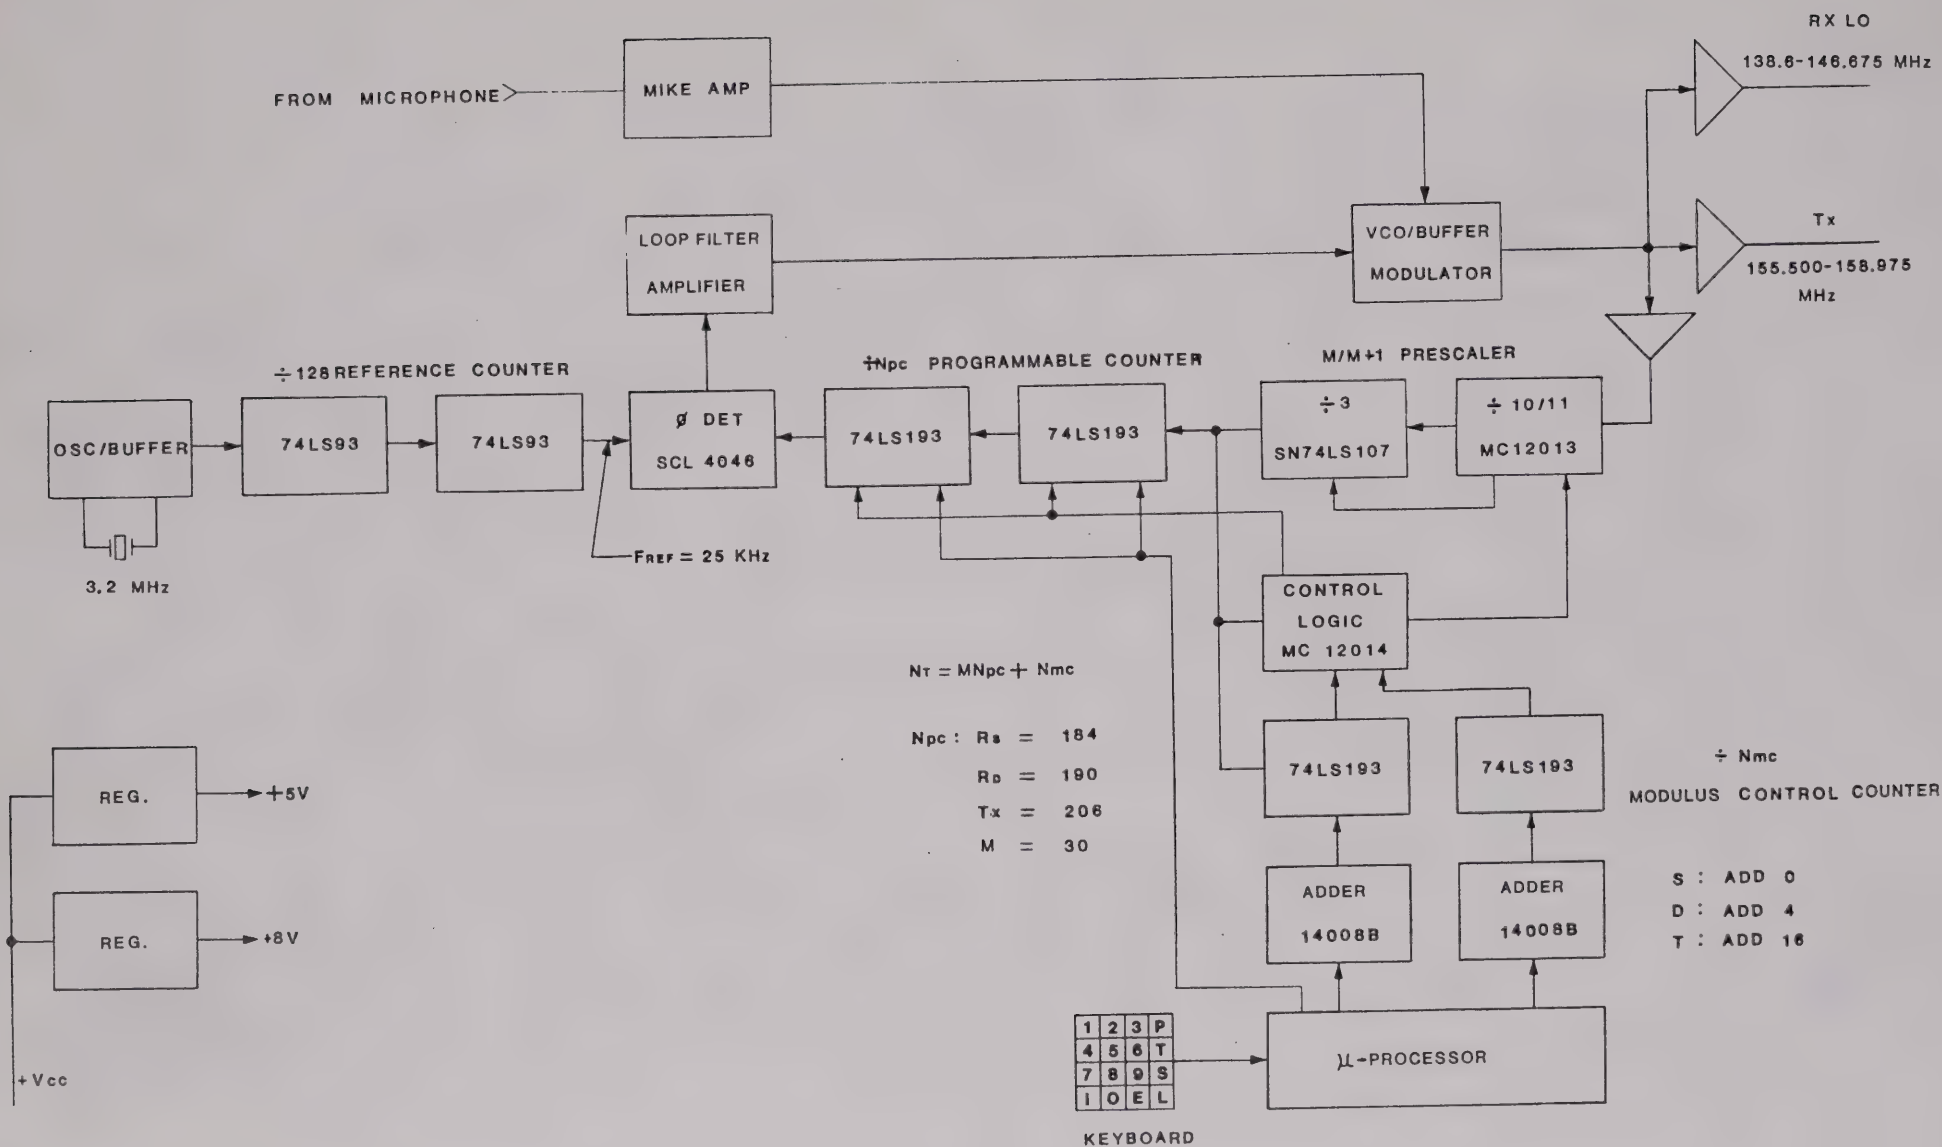 RX LO
138.6-146.675 MHz
FROM MICROPHONE
MIKE AMP
Tx
155.500-158.975
MHz
LOOP FILTER
AMPLIFIER
VCO/BUFFER
MODULATOR
÷128 REFERENCE COUNTER
÷Npc PROGRAMMABLE COUNTER
M/M+1 PRESCALER
OSC/BUFFER
74LS93
74LS93
ø DET
SCL 4046
74LS193
74LS193
÷3
SN74LS107
÷ 10/11
MC12013
3.2 MHz
FREF = 25 KHz
CONTROL
LOGIC
MC 12014
NT = MNpc + Nmc
Npc : Rs = 184
RD = 190
Tx = 206
M = 30
74LS193
74LS193
÷ Nmc
MODULUS CONTROL COUNTER
REG.
+5V
REG.
+8V
+Vcc
ADDER
14008B
ADDER
14008B
S : ADD 0
D : ADD 4
T : ADD 16
1 2 3 P
4 5 6 T
7 8 9 S
I O E L
KEYBOARD
μ-PROCESSOR